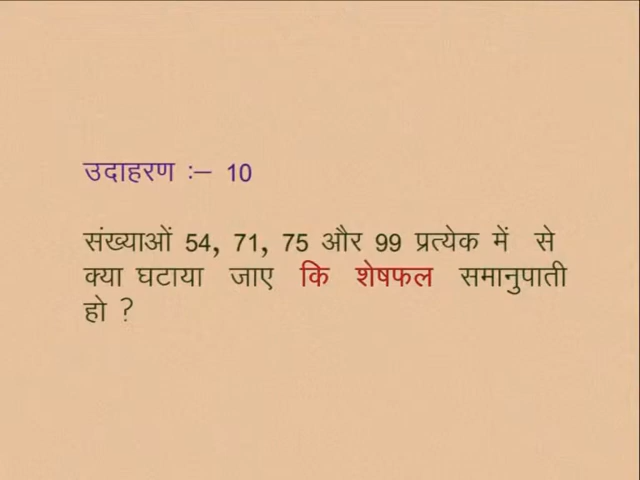 उदाहरण :– 10
संख्याओं 54, 71, 75 और 99 प्रत्येक में से
क्या घटाया जाए कि शेषफल समानुपाती
हो ?